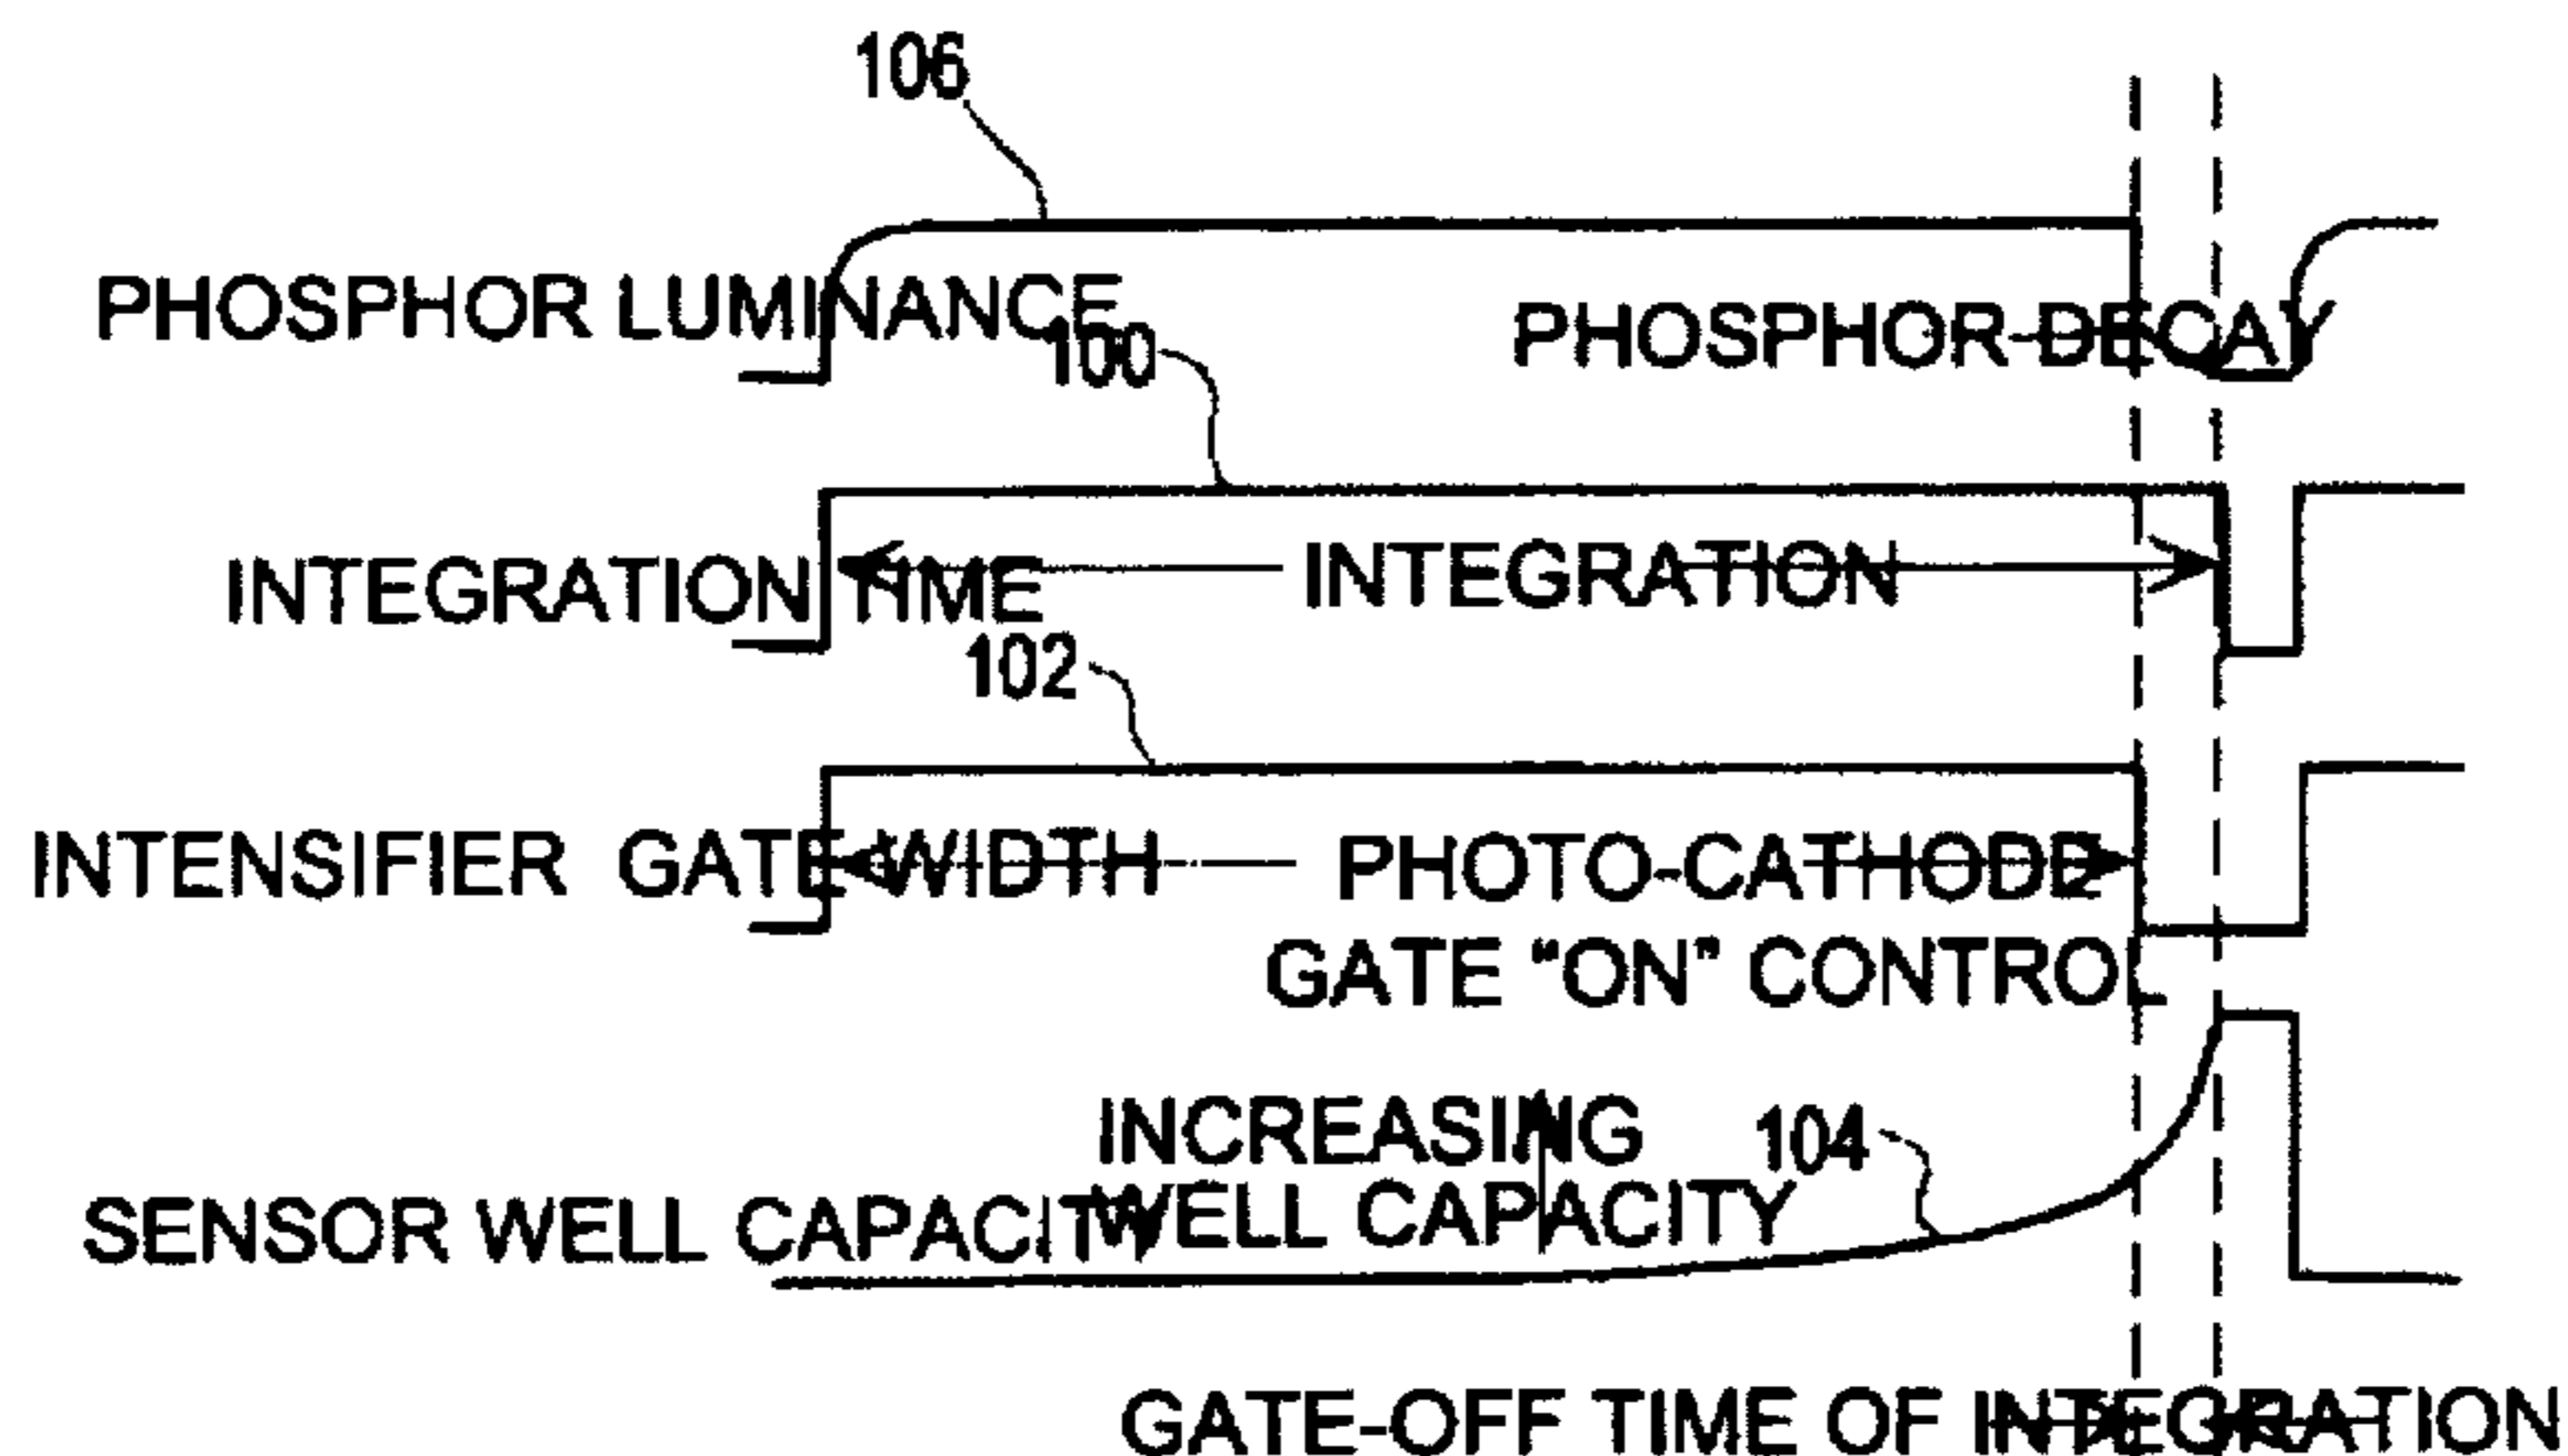 106
PHOSPHOR LUMINANCE
PHOSPHOR DECAY
100
INTEGRATION TIME
INTEGRATION
102
INTENSIFIER GATE WIDTH
PHOTO-CATHODE
GATE “ON” CONTROL
INCREASING
WELL CAPACITY
104
SENSOR WELL CAPACITY
GATE-OFF TIME OF INTEGRATION